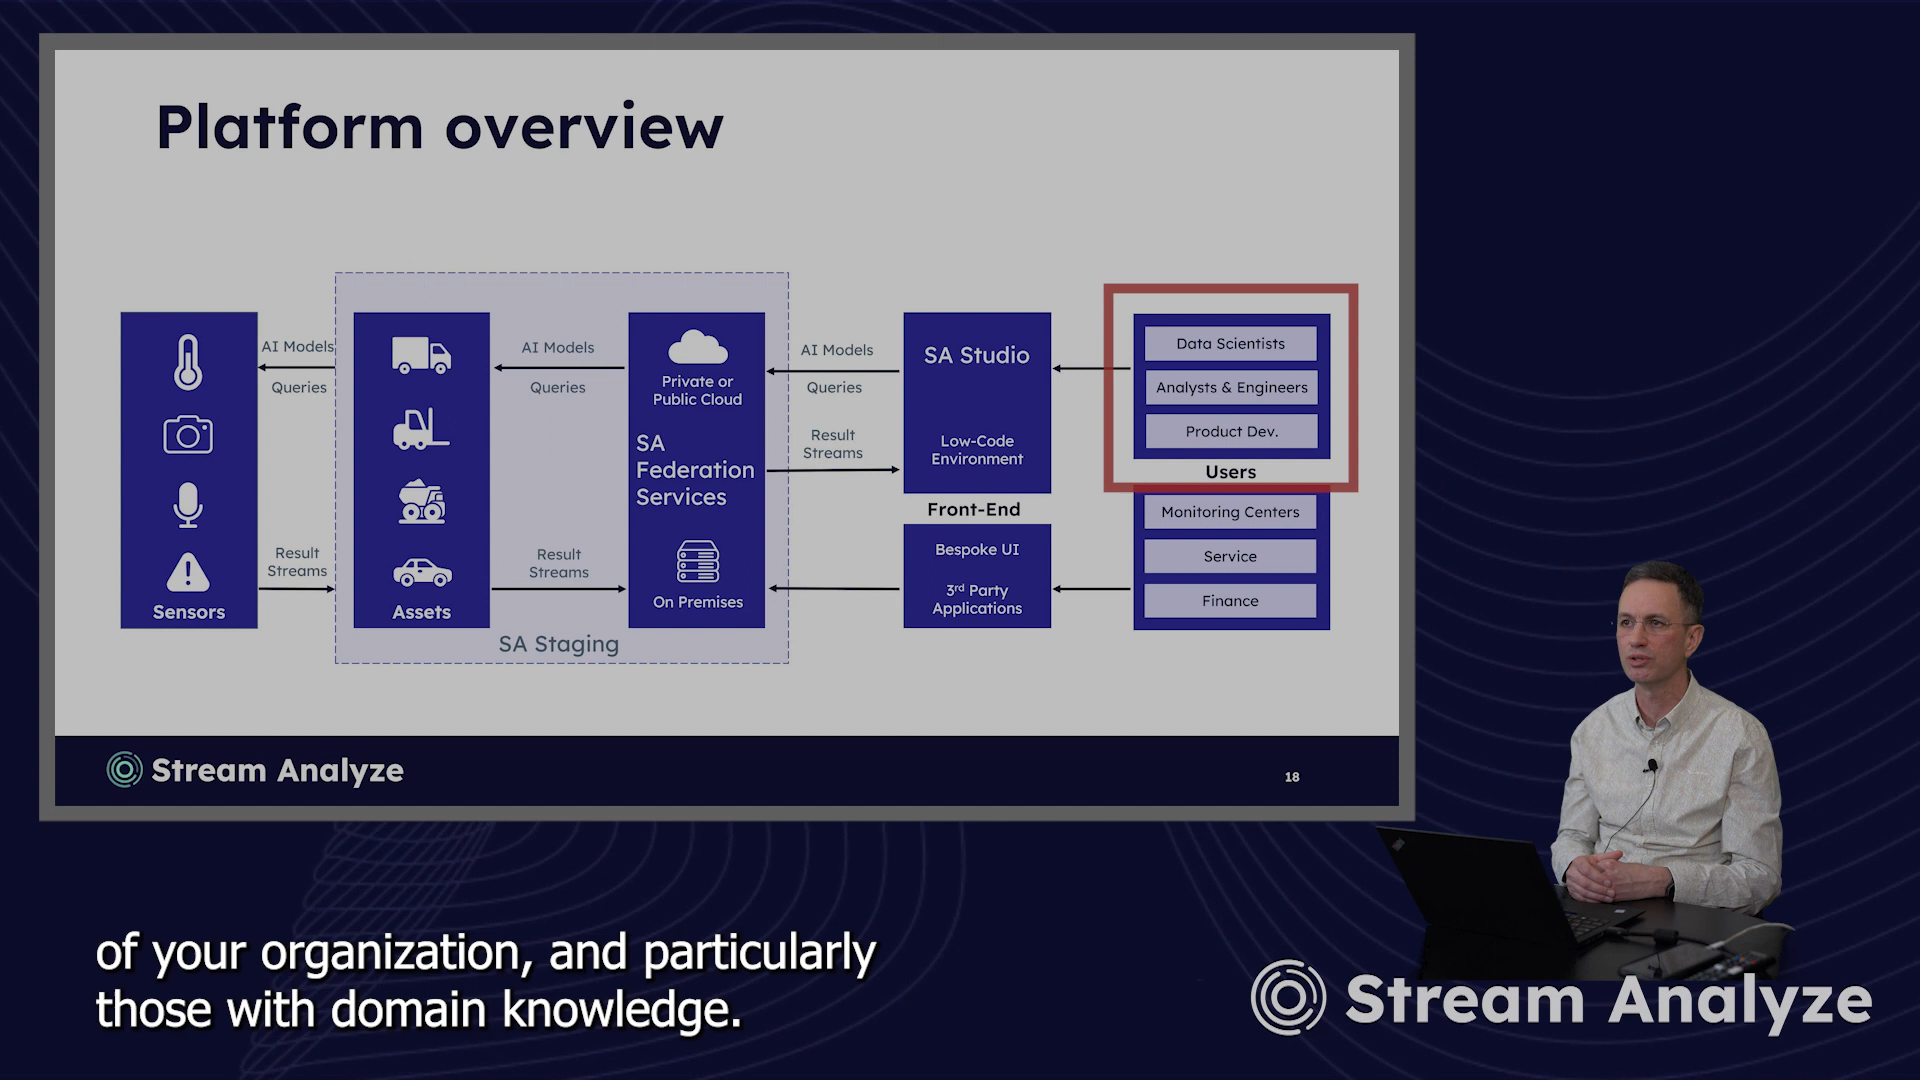 Platform overview
AI Models
Queries
Result
Streams
Sensors
Assets
AI Models
Queries
Result
Streams
SA Staging
Private or
Public Cloud
SA
Federation
Services
On Premises
AI Models
Queries
Result
Streams
SA Studio
Low-Code
Environment
Front-End
Bespoke UI
3rd Party
Applications
Data Scientists
Analysts & Engineers
Product Dev.
Users
Monitoring Centers
Service
Finance
Stream Analyze
18
of your organization, and particularly
those with domain knowledge.
Stream Analyze